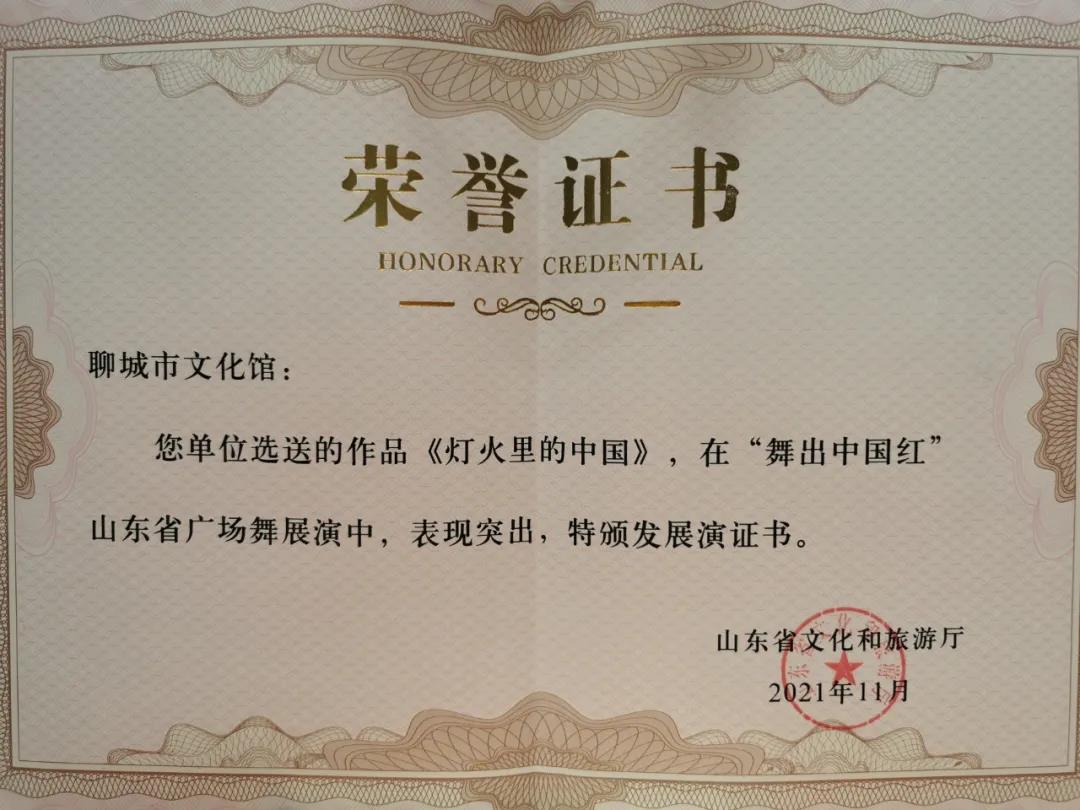 荣誉证书
HONORARY CREDENTIAL
聊城市文化馆：
您单位选送的作品《灯火里的中国》，在“舞出中国红”
山东省广场舞展演中，表现突出，特颁发展演证书。
山东省文化和旅游厅
2021年11月